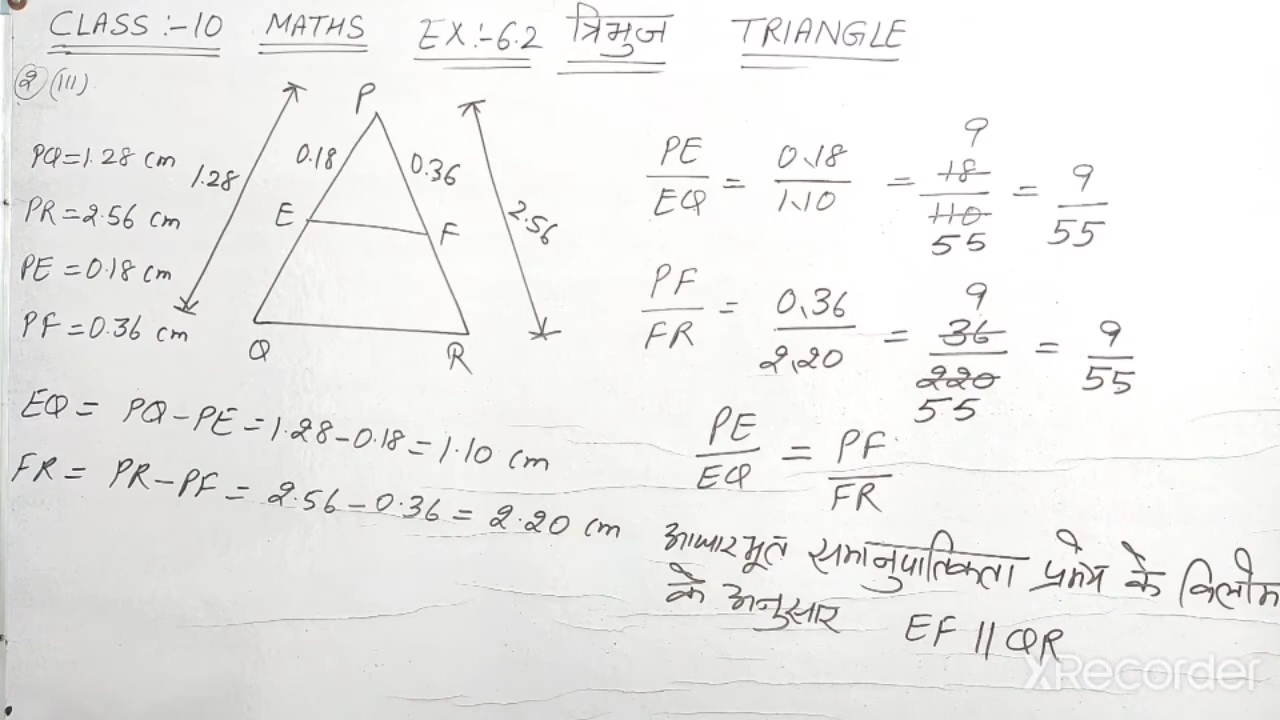 CLASS :- 10 MATHS EX :- 6.2 त्रिभुज TRIANGLE
2 (III)
PQ = 1.28 cm
PR = 2.56 cm
PE = 0.18 cm
PF = 0.36 cm
1.28
P
0.18
0.36
2.56
E
F
Q
R
EQ = PQ - PE = 1.28 - 0.18 = 1.10 cm
FR = PR - PF = 2.56 - 0.36 = 2.20 cm
PE/EQ = 0.18/1.10 = 18/110 = 9/55
9
55
PF/FR = 0.36/2.20 = 36/220 = 9/55
9
55
PE/EQ = PF/FR
आधारभूत समानुपातिकता प्रमेय के विलोम
के अनुसार EF || QR
XRecorder